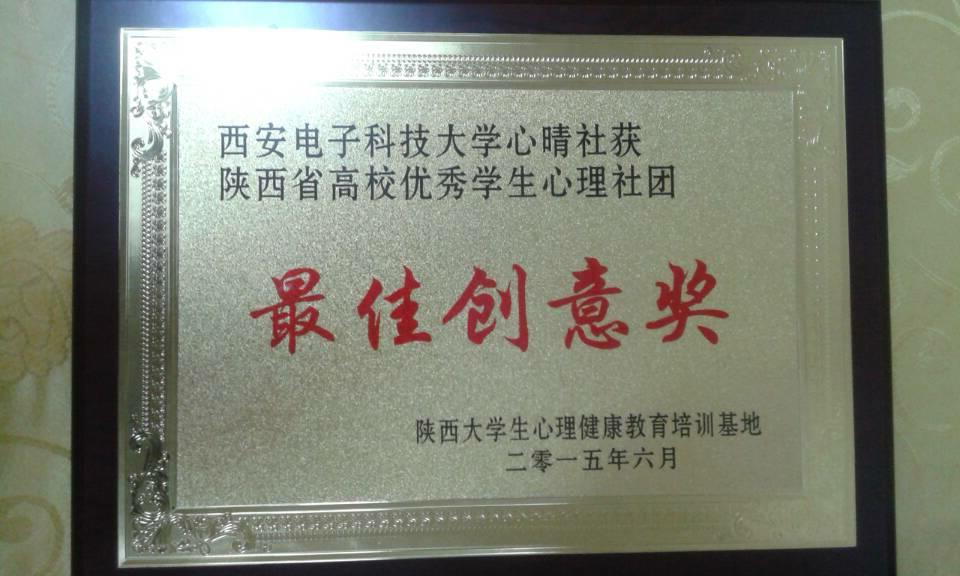 西安电子科技大学心晴社获
陕西省高校优秀学生心理社团
最佳创意奖
陕西大学生心理健康教育培训基地
二零一五年六月